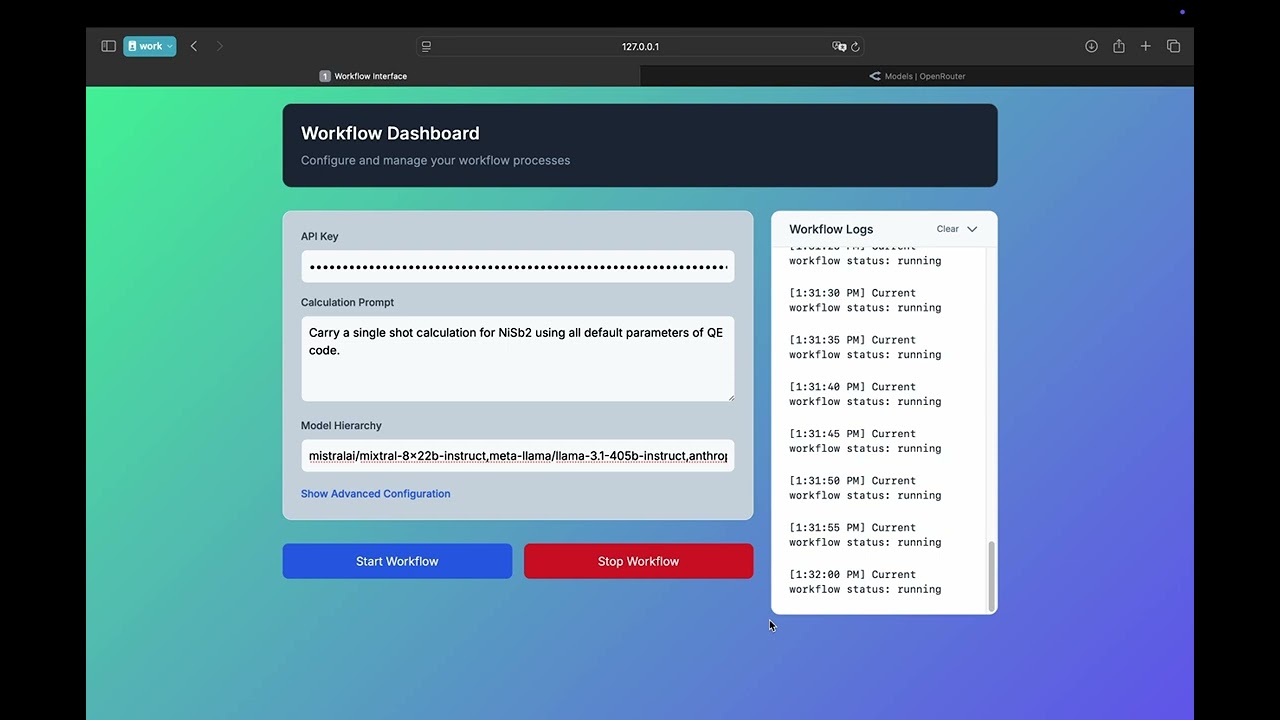 work
127.0.0.1
1 Workflow Interface
Models | OpenRouter
Workflow Dashboard
Configure and manage your workflow processes
API Key
Calculation Prompt
Carry a single shot calculation for NiSb2 using all default parameters of QE
code.
Model Hierarchy
mistralai/mixtral-8x22b-instruct,meta-llama/llama-3.1-405b-instruct,anthrop
Show Advanced Configuration
Start Workflow
Stop Workflow
Workflow Logs
Clear
workflow status: running
[1:31:30 PM] Current
workflow status: running
[1:31:35 PM] Current
workflow status: running
[1:31:40 PM] Current
workflow status: running
[1:31:45 PM] Current
workflow status: running
[1:31:50 PM] Current
workflow status: running
[1:31:55 PM] Current
workflow status: running
[1:32:00 PM] Current
workflow status: running